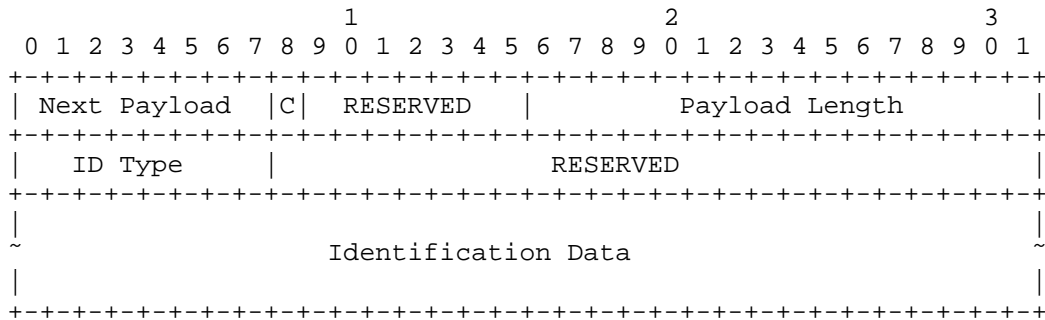 1                   2                   3
 0 1 2 3 4 5 6 7 8 9 0 1 2 3 4 5 6 7 8 9 0 1 2 3 4 5 6 7 8 9 0 1
+-+-+-+-+-+-+-+-+-+-+-+-+-+-+-+-+-+-+-+-+-+-+-+-+-+-+-+-+-+-+-+-+
| Next Payload  |C|  RESERVED   |         Payload Length        |
+-+-+-+-+-+-+-+-+-+-+-+-+-+-+-+-+-+-+-+-+-+-+-+-+-+-+-+-+-+-+-+-+
|   ID Type     |                 RESERVED                      |
+-+-+-+-+-+-+-+-+-+-+-+-+-+-+-+-+-+-+-+-+-+-+-+-+-+-+-+-+-+-+-+-+
|                                                               |
~                   Identification Data                         ~
|                                                               |
+-+-+-+-+-+-+-+-+-+-+-+-+-+-+-+-+-+-+-+-+-+-+-+-+-+-+-+-+-+-+-+-+